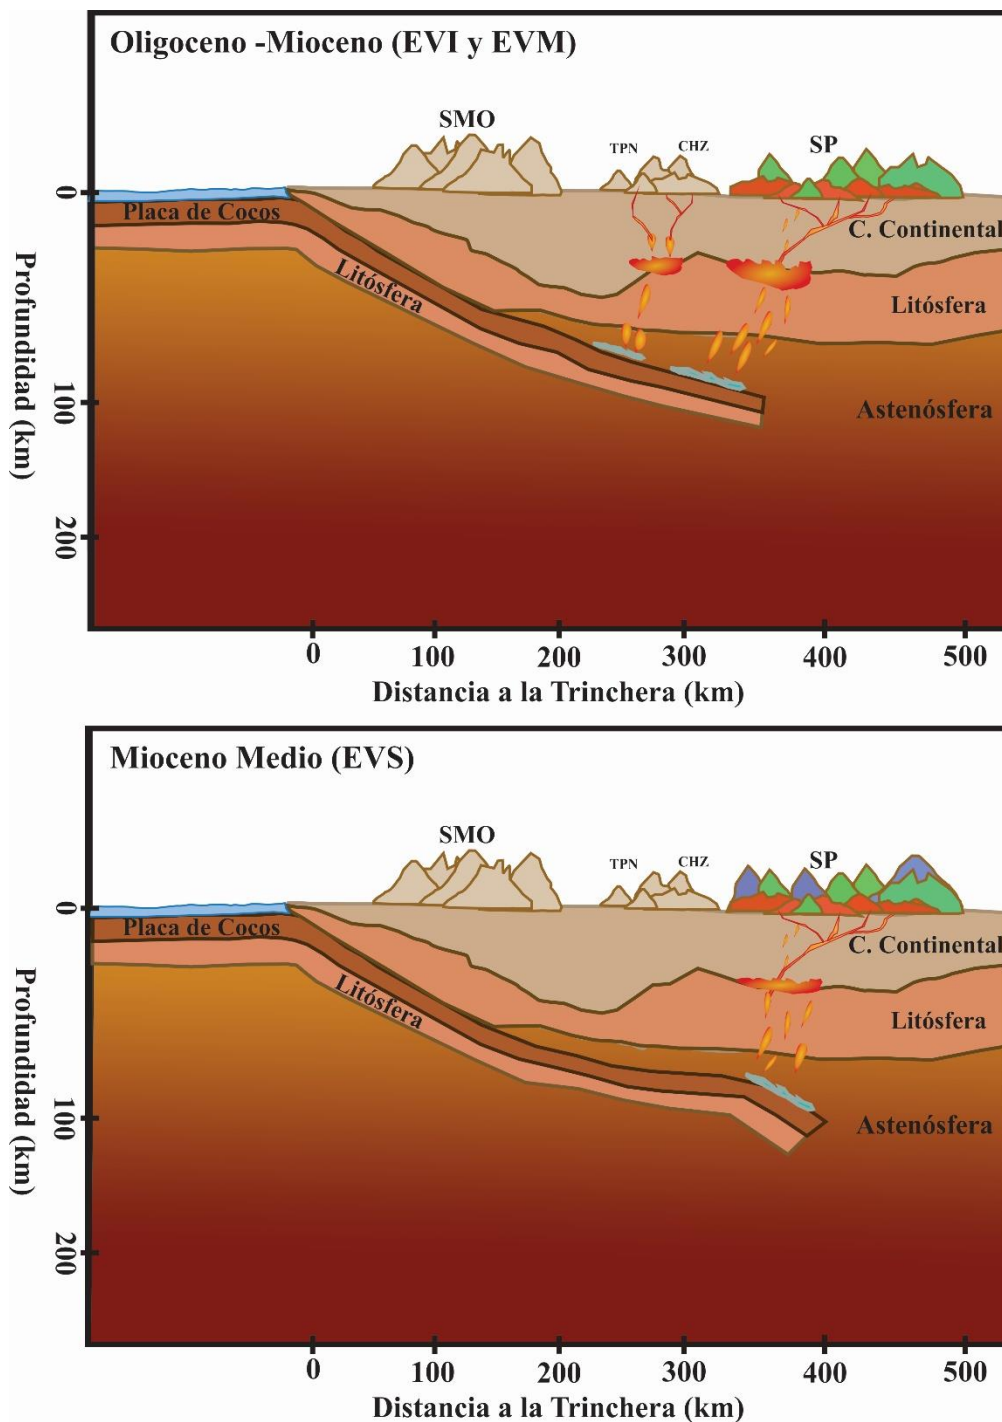 Oligoceno -Mioceno (EVI y EVM)
SMO
TPN
CHZ
SP
0
Placa de Cocos
C. Continental
Litósfera
Litósfera
Profundidad (km)
100
Astenósfera
200
0 100 200 300 400 500
Distancia a la Trinchera (km)
Mioceno Medio (EVS)
SMO
TPN
CHZ
SP
0
Placa de Cocos
C. Continental
Litósfera
Litósfera
Profundidad (km)
100
Astenósfera
200
0 100 200 300 400 500
Distancia a la Trinchera (km)